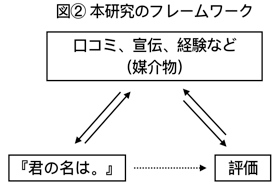 図② 本研究のフレームワーク
口コミ、宣伝、経験など
(媒介物)
『君の名は。』
評価